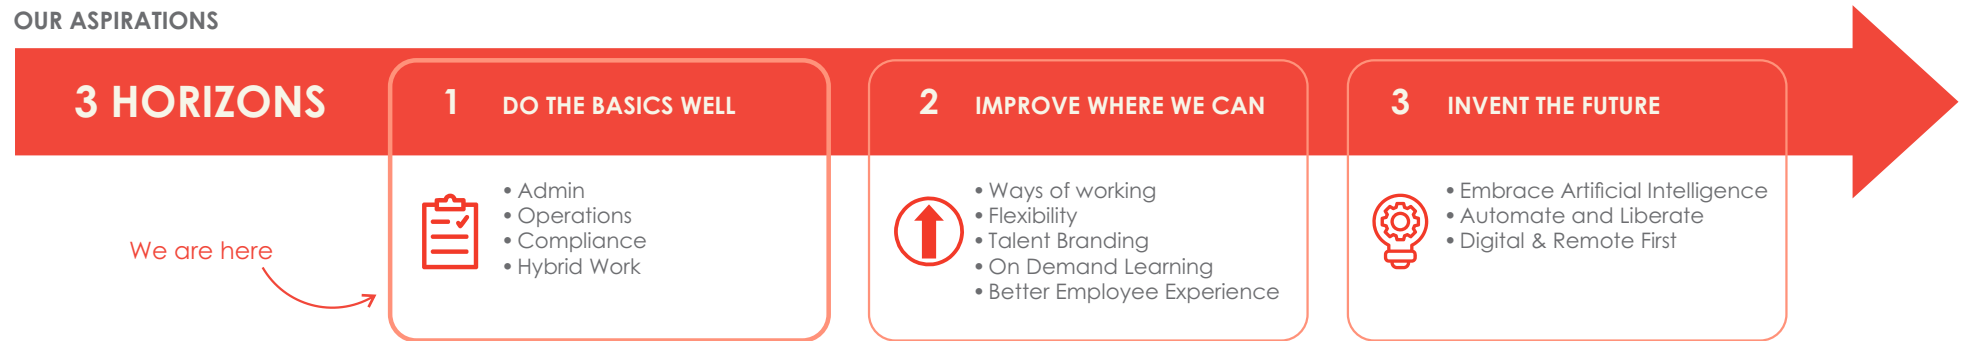 OUR ASPIRATIONS
3 HORIZONS
1 DO THE BASICS WELL
• Admin
• Operations
• Compliance
• Hybrid Work
We are here
2 IMPROVE WHERE WE CAN
• Ways of working
• Flexibility
• Talent Branding
• On Demand Learning
• Better Employee Experience
3 INVENT THE FUTURE
• Embrace Artificial Intelligence
• Automate and Liberate
• Digital & Remote First